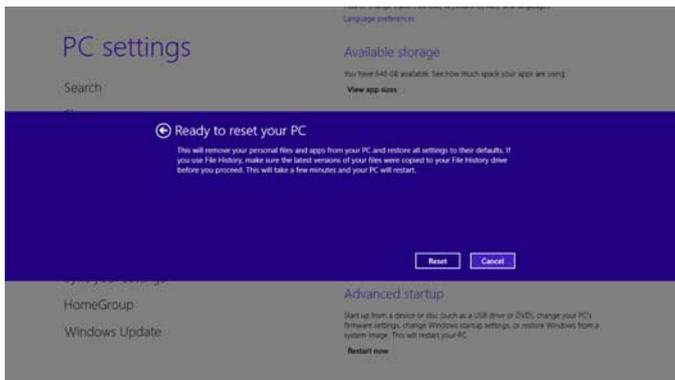 Language preferences
PC settings
Available storage
You have 648 GB available. See how much space your apps are using.
Search
View app sizes
Ready to reset your PC
This will remove your personal files and apps from your PC and restore all settings to their defaults. If
you use File History, make sure the latest versions of your files were copied to your File History drive
before you proceed. This will take a few minutes and your PC will restart.
Reset Cancel
Advanced startup
HomeGroup
Start up from a device or disc (such as a USB drive or DVD), change your PC's
firmware settings, change Windows startup settings, or restore Windows from a
system image. This will restart your PC.
Windows Update
Restart now